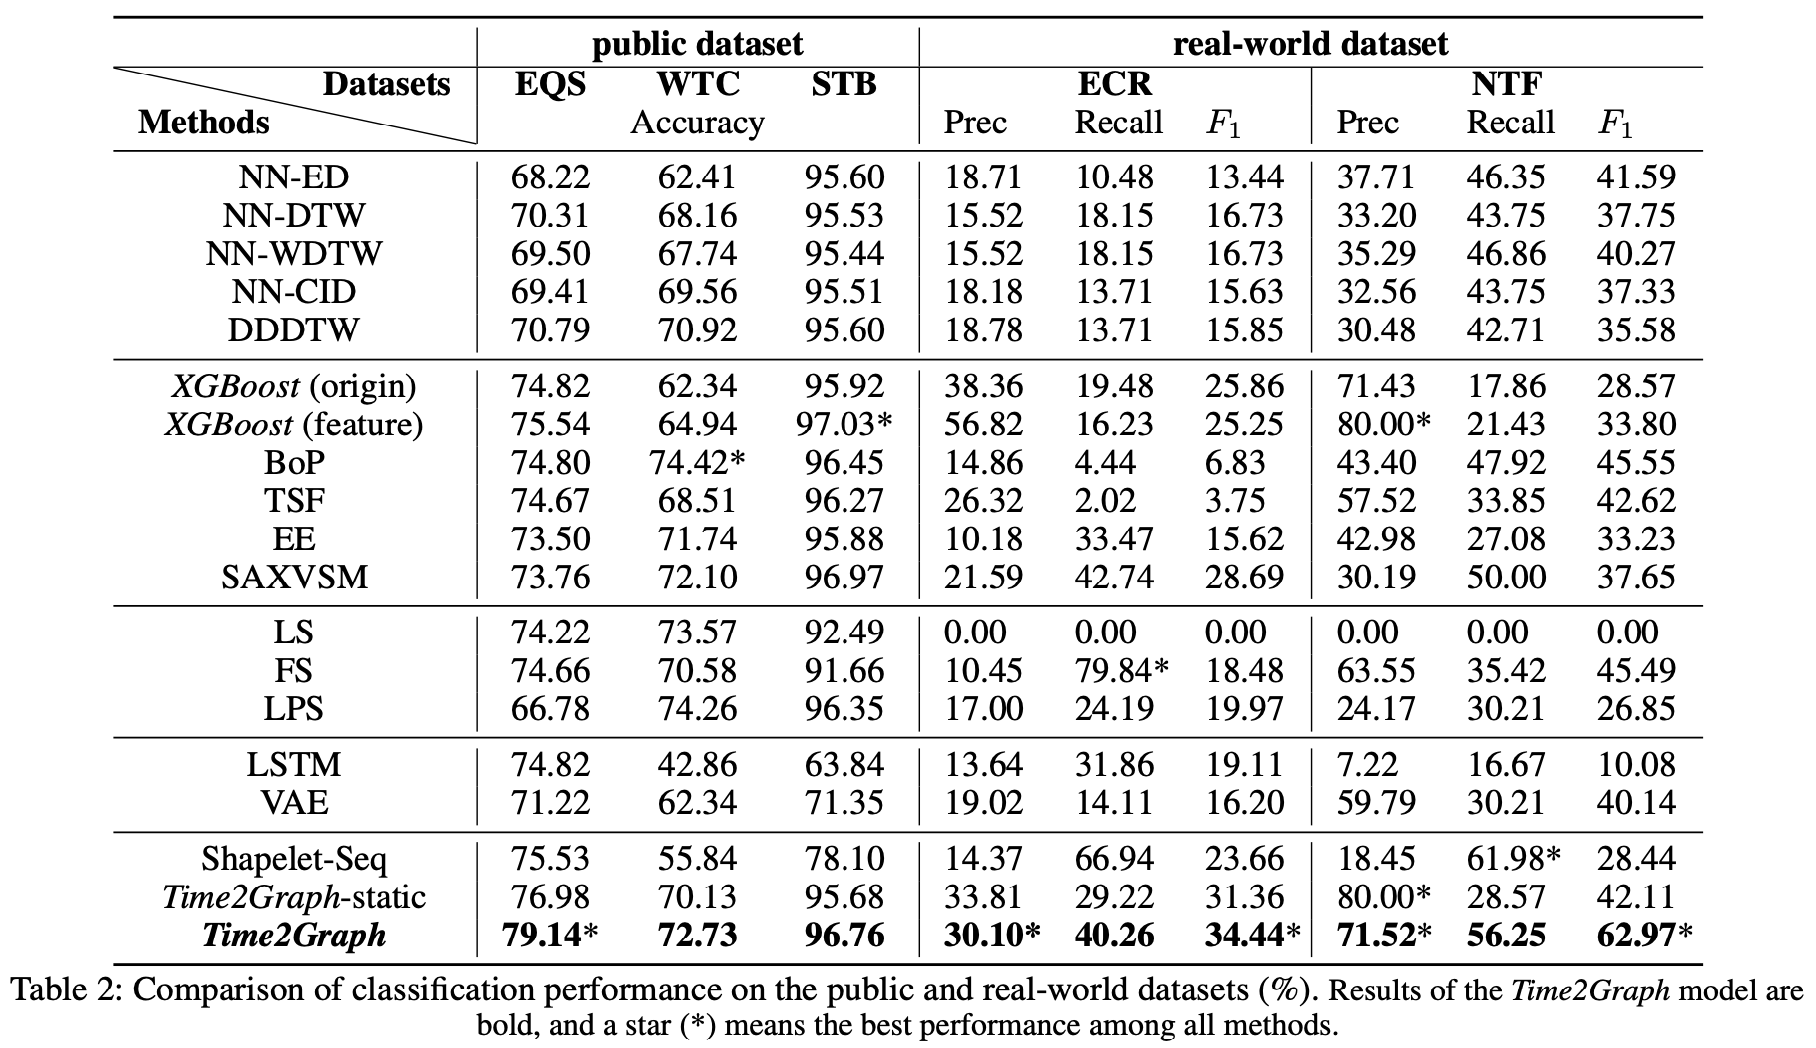 public dataset real-world dataset
Datasets EQS WTC STB ECR NTF
Methods Accuracy Prec Recall F1 Prec Recall F1
NN-ED 68.22 62.41 95.60 18.71 10.48 13.44 37.71 46.35 41.59
NN-DTW 70.31 68.16 95.53 15.52 18.15 16.73 33.20 43.75 37.75
NN-WDTW 69.50 67.74 95.44 15.52 18.15 16.73 35.29 46.86 40.27
NN-CID 69.41 69.56 95.51 18.18 13.71 15.63 32.56 43.75 37.33
DDDTW 70.79 70.92 95.60 18.78 13.71 15.85 30.48 42.71 35.58
XGBoost (origin) 74.82 62.34 95.92 38.36 19.48 25.86 71.43 17.86 28.57
XGBoost (feature) 75.54 64.94 97.03* 56.82 16.23 25.25 80.00* 21.43 33.80
BoP 74.80 74.42* 96.45 14.86 4.44 6.83 43.40 47.92 45.55
TSF 74.67 68.51 96.27 26.32 2.02 3.75 57.52 33.85 42.62
EE 73.50 71.74 95.88 10.18 33.47 15.62 42.98 27.08 33.23
SAXVSM 73.76 72.10 96.97 21.59 42.74 28.69 30.19 50.00 37.65
LS 74.22 73.57 92.49 0.00 0.00 0.00 0.00 0.00 0.00
FS 74.66 70.58 91.66 10.45 79.84* 18.48 63.55 35.42 45.49
LPS 66.78 74.26 96.35 17.00 24.19 19.97 24.17 30.21 26.85
LSTM 74.82 42.86 63.84 13.64 31.86 19.11 7.22 16.67 10.08
VAE 71.22 62.34 71.35 19.02 14.11 16.20 59.79 30.21 40.14
Shapelet-Seq 75.53 55.84 78.10 14.37 66.94 23.66 18.45 61.98* 28.44
Time2Graph-static 76.98 70.13 95.68 33.81 29.22 31.36 80.00* 28.57 42.11
Time2Graph 79.14* 72.73 96.76 30.10* 40.26 34.44* 71.52* 56.25 62.97*
Table 2: Comparison of classification performance on the public and real-world datasets (%). Results of the Time2Graph model are
bold, and a star (*) means the best performance among all methods.